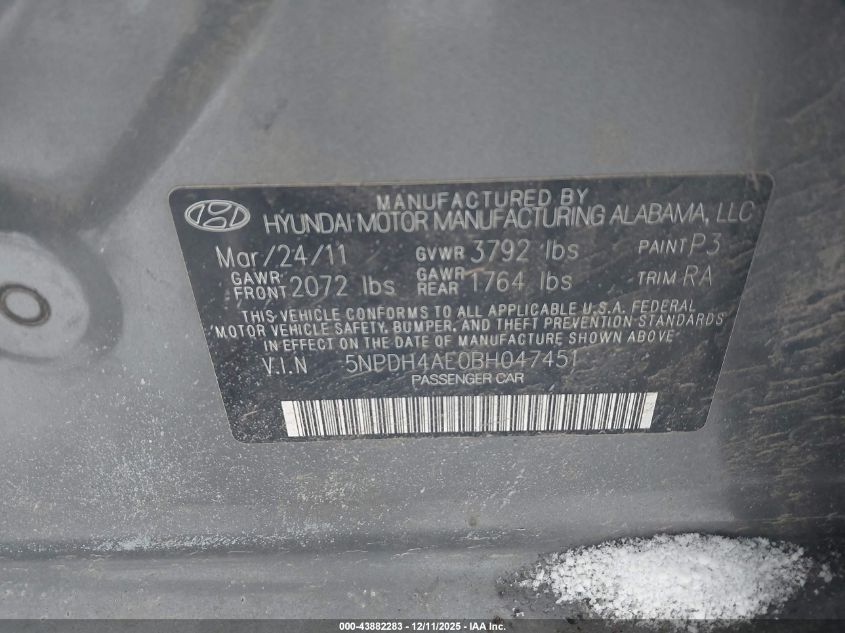 MANUFACTURED BY
HYUNDAI MOTOR MANUFACTURING ALABAMA, LLC
Mar/24/11 GVWR 3792 lbs PAINT P3
GAWR FRONT 2072 lbs GAWR REAR 1764 lbs TRIM RA
THIS VEHICLE CONFORMS TO ALL APPLICABLE U.S.A. FEDERAL
MOTOR VEHICLE SAFETY, BUMPER, AND THEFT PREVENTION STANDARDS
IN EFFECT ON THE DATE OF MANUFACTURE SHOWN ABOVE
V.I.N 5NPDH4AE0BH047451
PASSENGER CAR
000-43882283 - 12/11/2025 - IAA Inc.